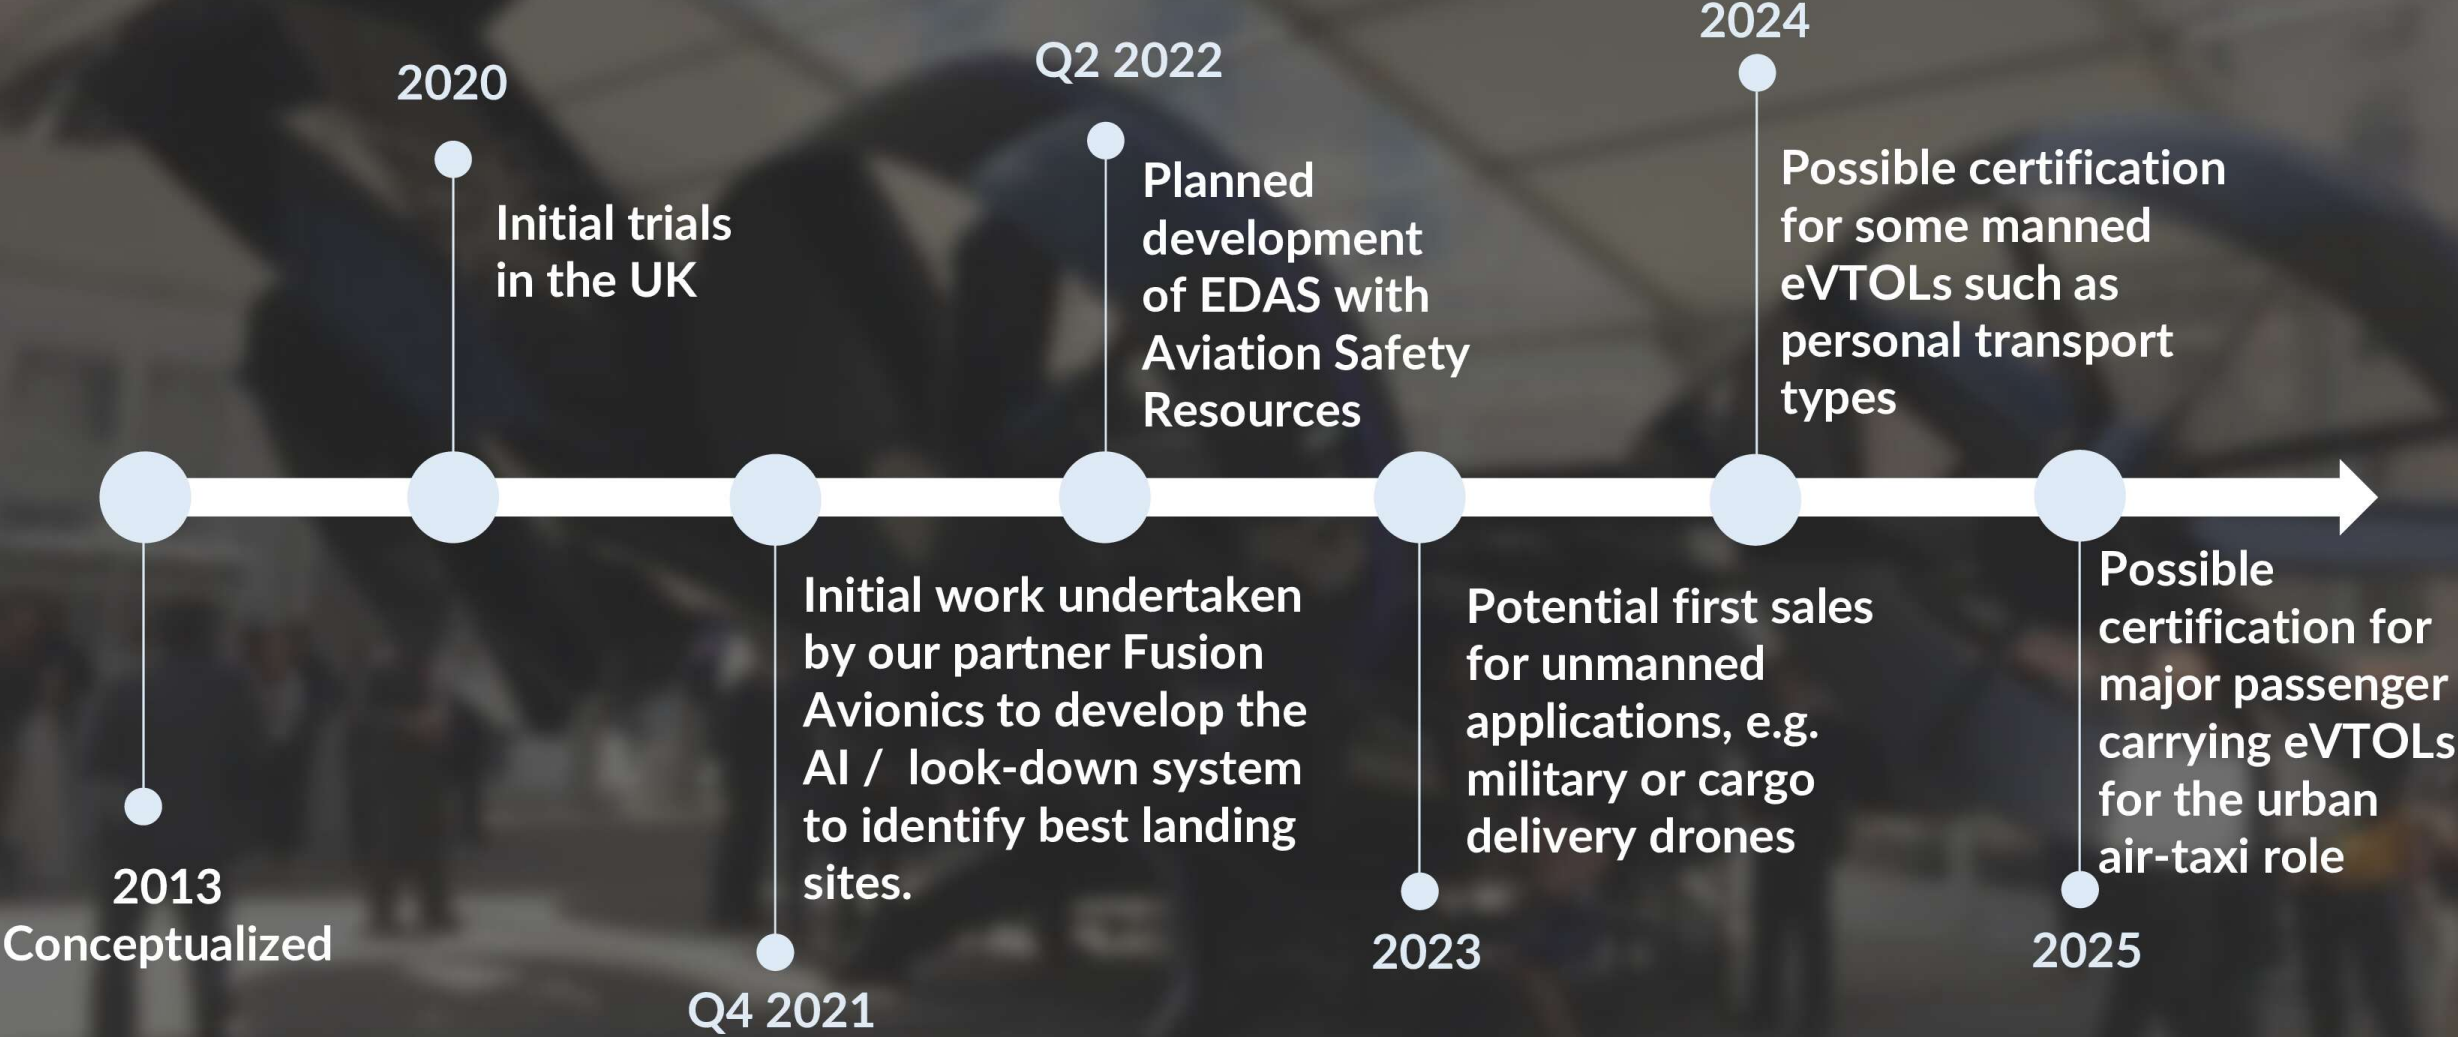 2013
Conceptualized
2020
Initial trials
in the UK
Q4 2021
Initial work undertaken
by our partner Fusion
Avionics to develop the
AI /  look-down system
to identify best landing
sites.
Q2 2022
Planned
development
of EDAS with
Aviation Safety
Resources
2023
Potential first sales
for unmanned
applications, e.g.
military or cargo
delivery drones
2024
Possible certification
for some manned
eVTOLs such as
personal transport
types
2025
Possible
certification for
major passenger
carrying eVTOLs
for the urban
air-taxi role